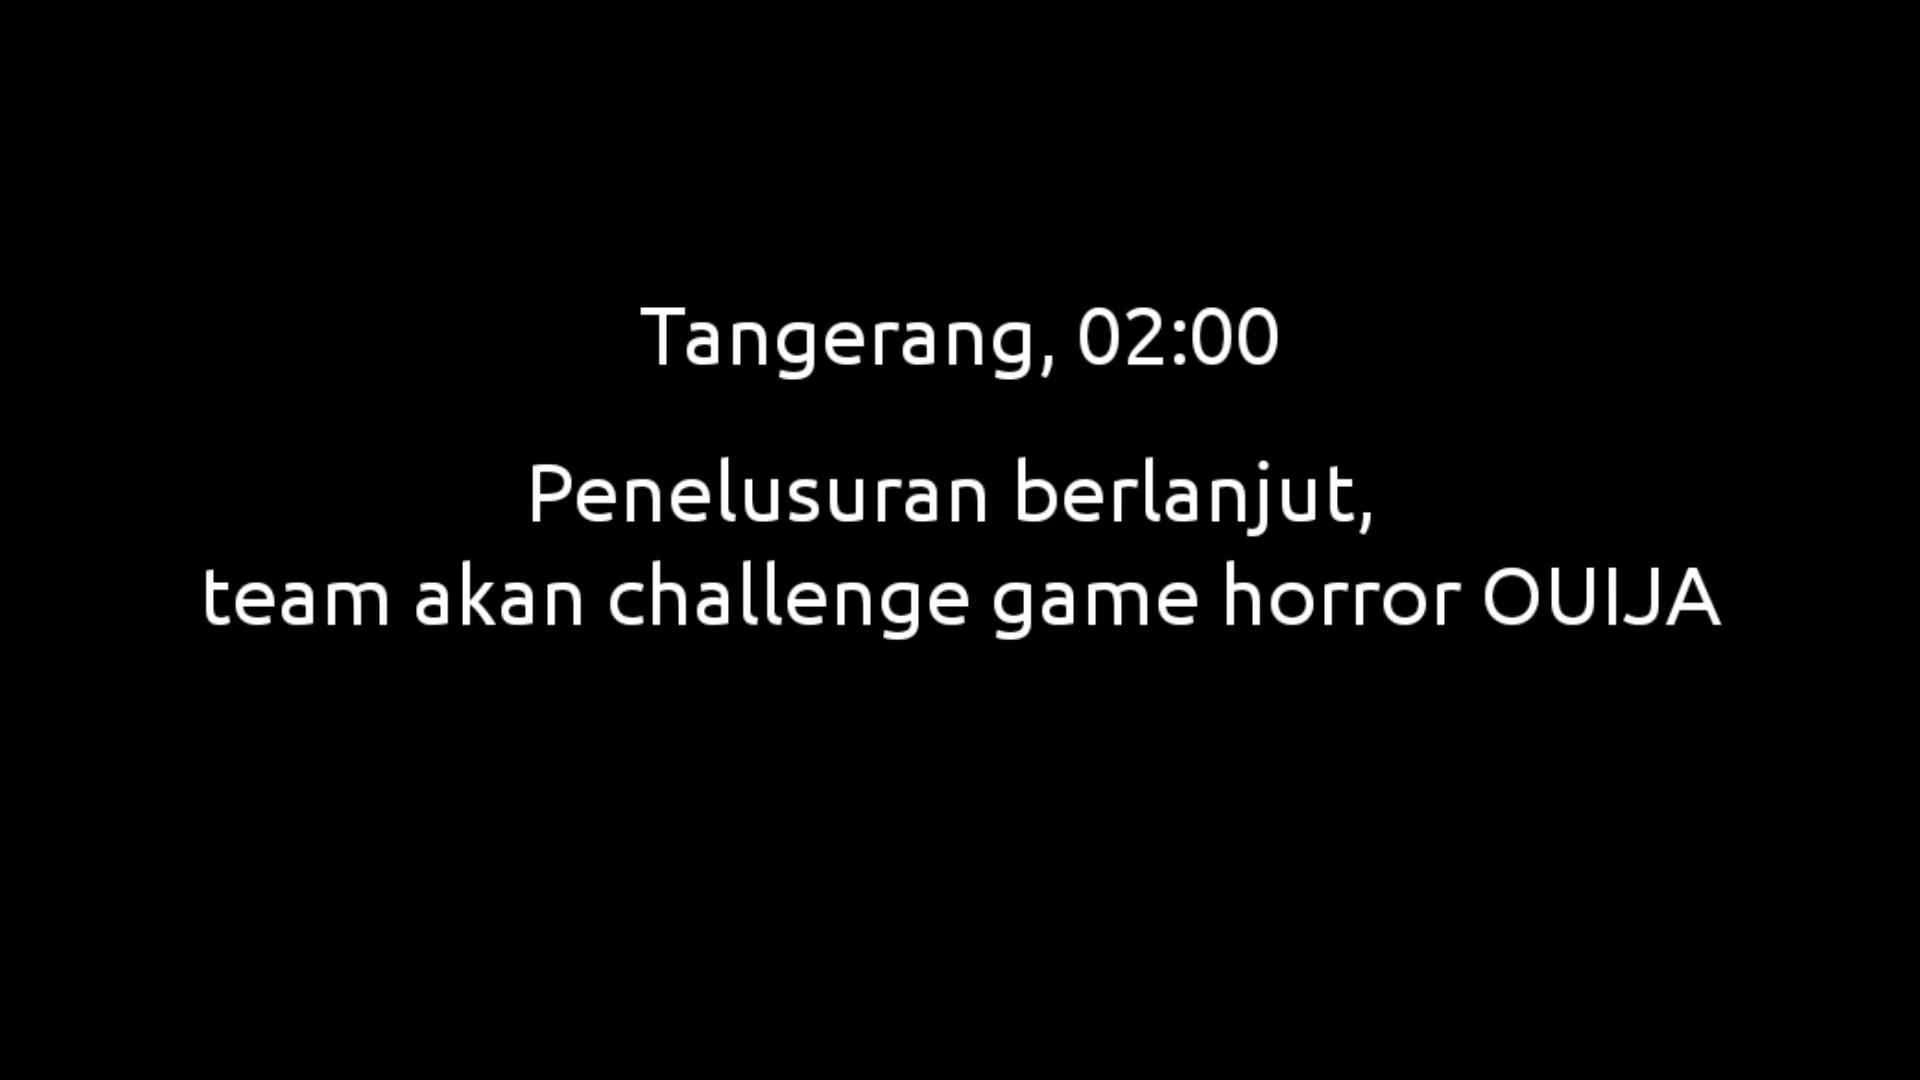 Tangerang, 02:00
Penelusuran berlanjut,
team akan challenge game horror OUIJA